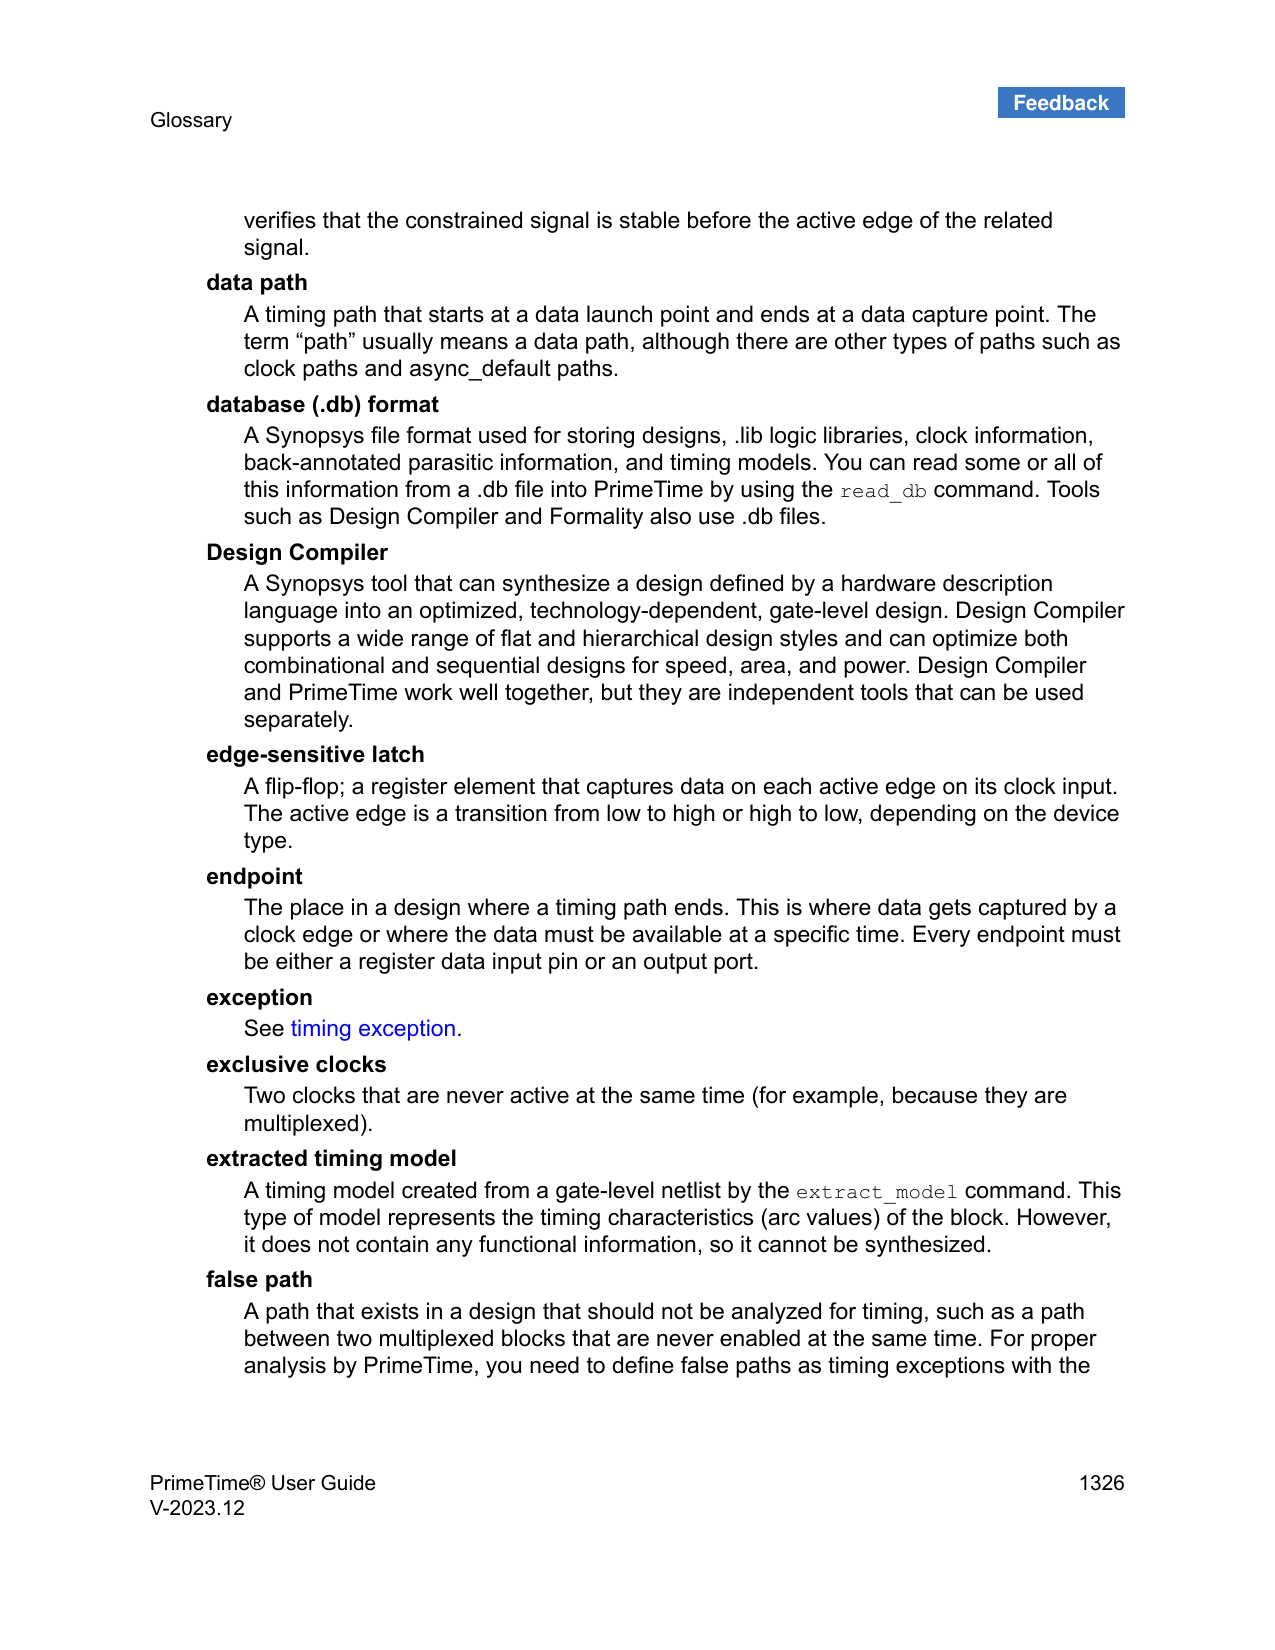 Feedback
Glossary
verifies that the constrained signal is stable before the active edge of the related
signal.
data path
A timing path that starts at a data launch point and ends at a data capture point. The
term “path” usually means a data path, although there are other types of paths such as
clock paths and async_default paths.
database (.db) format
A Synopsys file format used for storing designs, .lib logic libraries, clock information,
back-annotated parasitic information, and timing models. You can read some or all of
this information from a .db file into PrimeTime by using the read_db command. Tools
such as Design Compiler and Formality also use .db files.
Design Compiler
A Synopsys tool that can synthesize a design defined by a hardware description
language into an optimized, technology-dependent, gate-level design. Design Compiler
supports a wide range of flat and hierarchical design styles and can optimize both
combinational and sequential designs for speed, area, and power. Design Compiler
and PrimeTime work well together, but they are independent tools that can be used
separately.
edge-sensitive latch
A flip-flop; a register element that captures data on each active edge on its clock input.
The active edge is a transition from low to high or high to low, depending on the device
type.
endpoint
The place in a design where a timing path ends. This is where data gets captured by a
clock edge or where the data must be available at a specific time. Every endpoint must
be either a register data input pin or an output port.
exception
See timing exception.
exclusive clocks
Two clocks that are never active at the same time (for example, because they are
multiplexed).
extracted timing model
A timing model created from a gate-level netlist by the extract_model command. This
type of model represents the timing characteristics (arc values) of the block. However,
it does not contain any functional information, so it cannot be synthesized.
false path
A path that exists in a design that should not be analyzed for timing, such as a path
between two multiplexed blocks that are never enabled at the same time. For proper
analysis by PrimeTime, you need to define false paths as timing exceptions with the
PrimeTime® User Guide 1326
V-2023.12